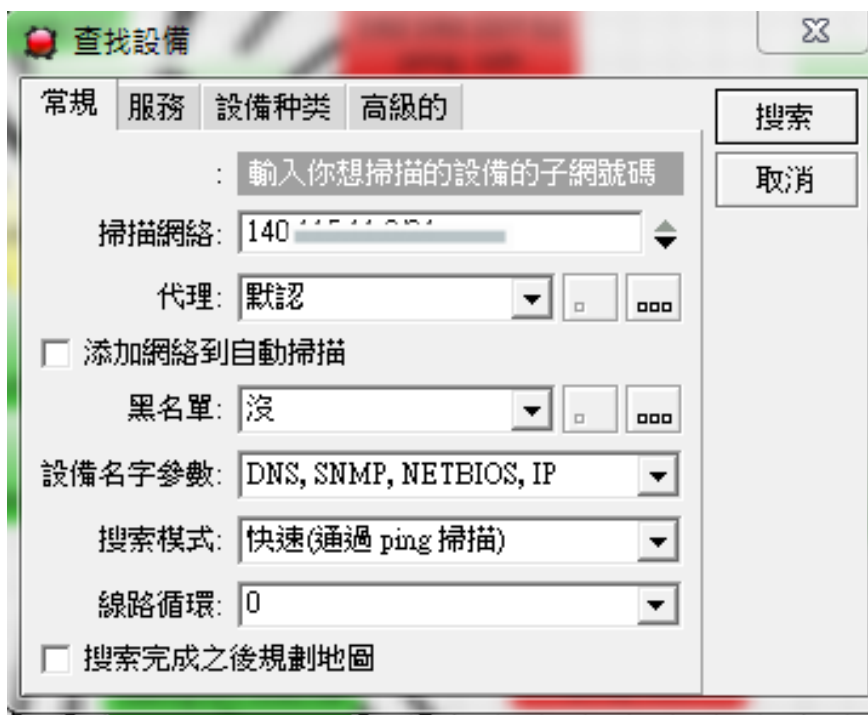 查找設備
常規 服務 設備种类 高級的
搜索
取消
: 輸入你想掃描的設備的子網號碼
掃描網絡: 140
代理: 默認
添加網絡到自動掃描
黑名單: 沒
設備名字參數: DNS, SNMP, NETBIOS, IP
搜索模式: 快速(通過 ping 掃描)
線路循環: 0
搜索完成之後規劃地圖